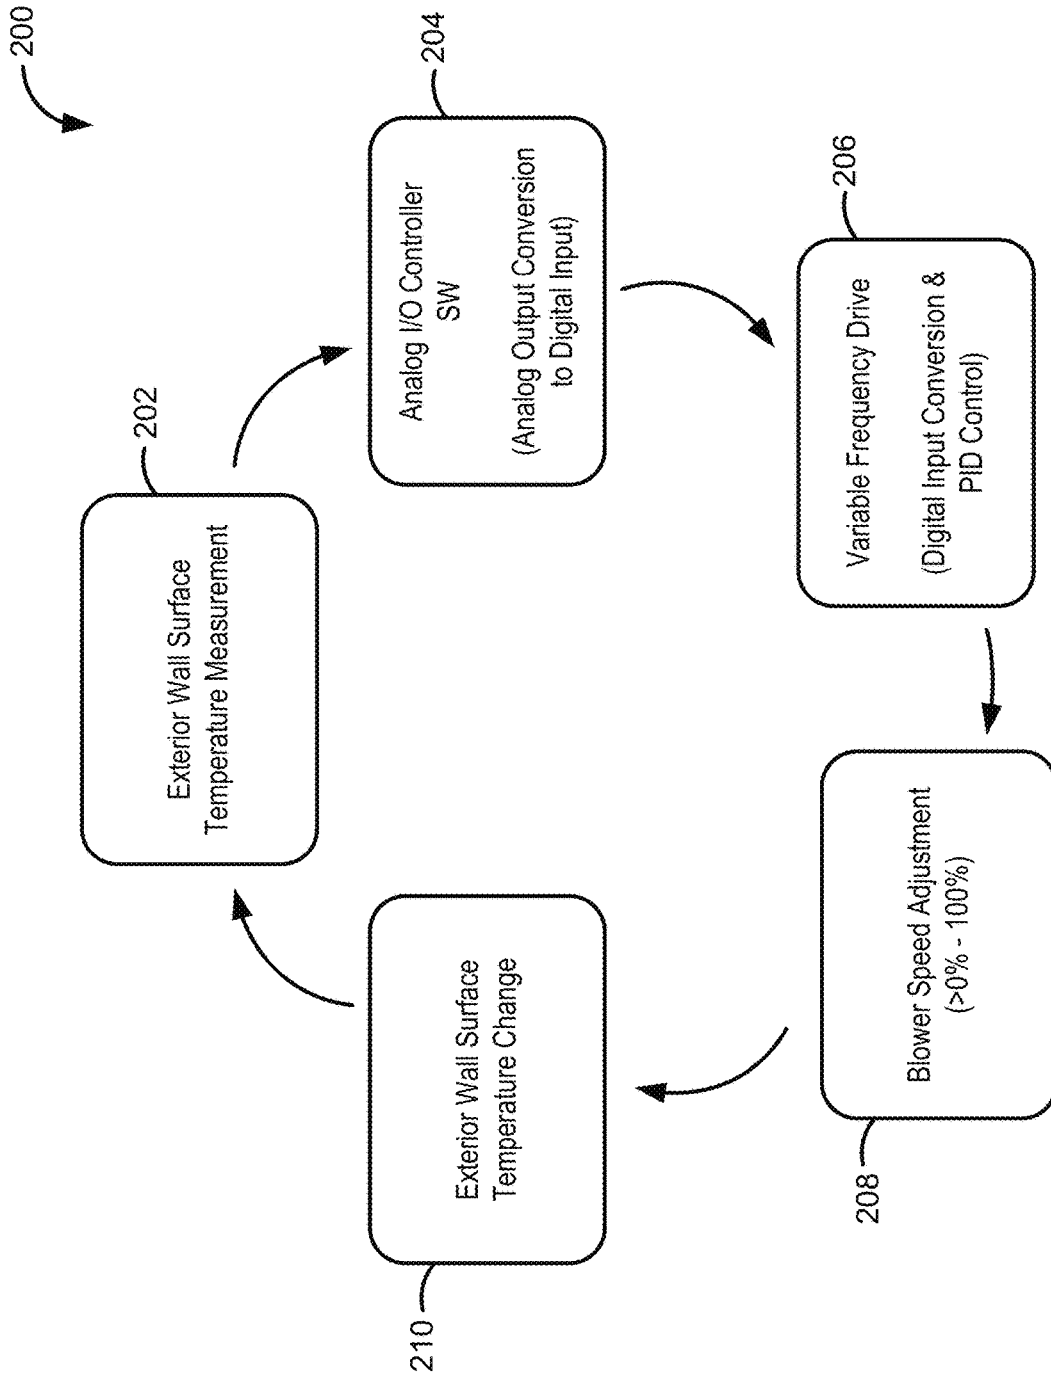 200
202
Exterior Wall Surface
Temperature Measurement
204
Analog I/O Controller
SW
(Analog Output Conversion
to Digital Input)
206
Variable Frequency Drive
(Digital Input Conversion &
PID Control)
208
Blower Speed Adjustment
(>0% - 100%)
210
Exterior Wall Surface
Temperature Change